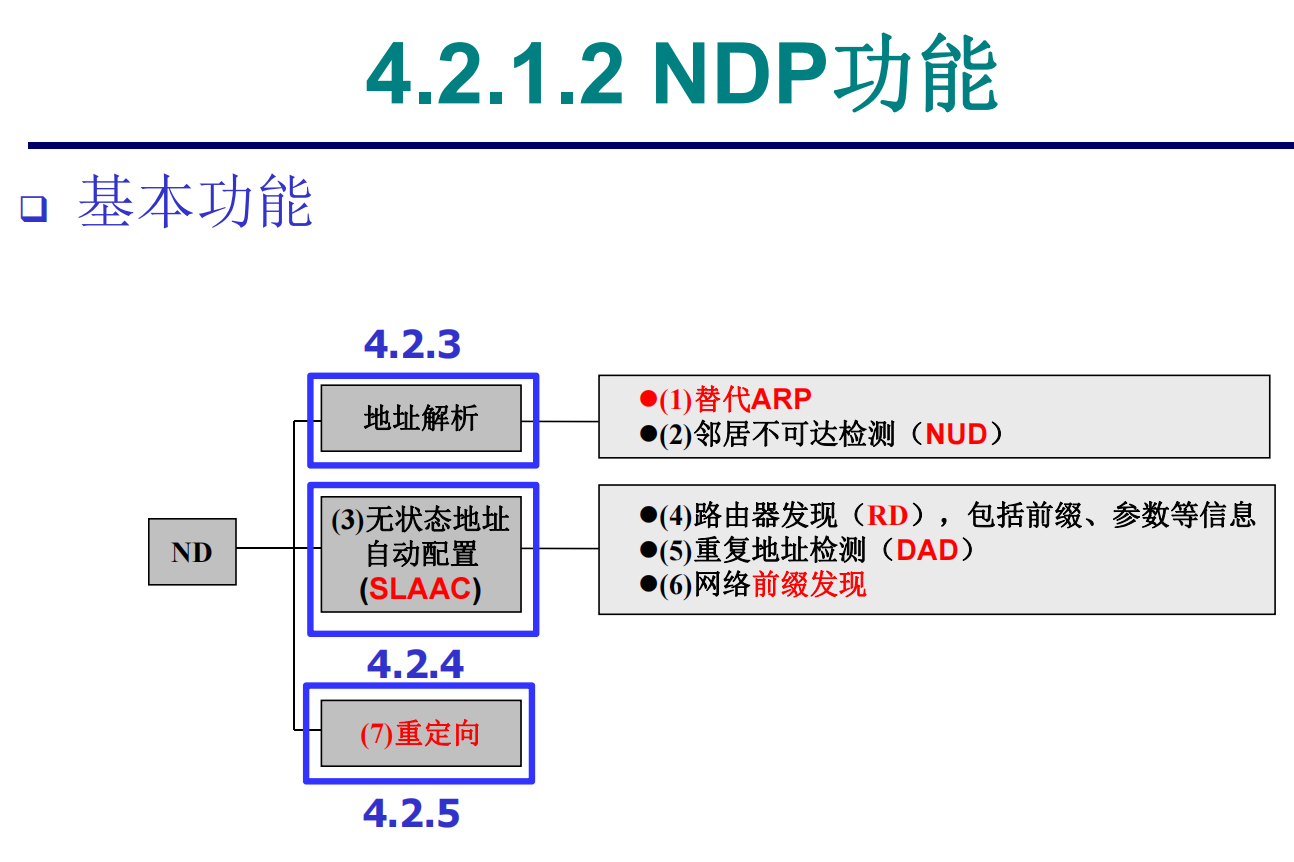 4.2.1.2 NDP功能
基本功能
4.2.3
地址解析
●(1)替代ARP
●(2)邻居不可达检测（NUD）
ND
(3)无状态地址
自动配置
(SLAAC)
●(4)路由器发现（RD），包括前缀、参数等信息
●(5)重复地址检测（DAD）
●(6)网络前缀发现
4.2.4
(7)重定向
4.2.5